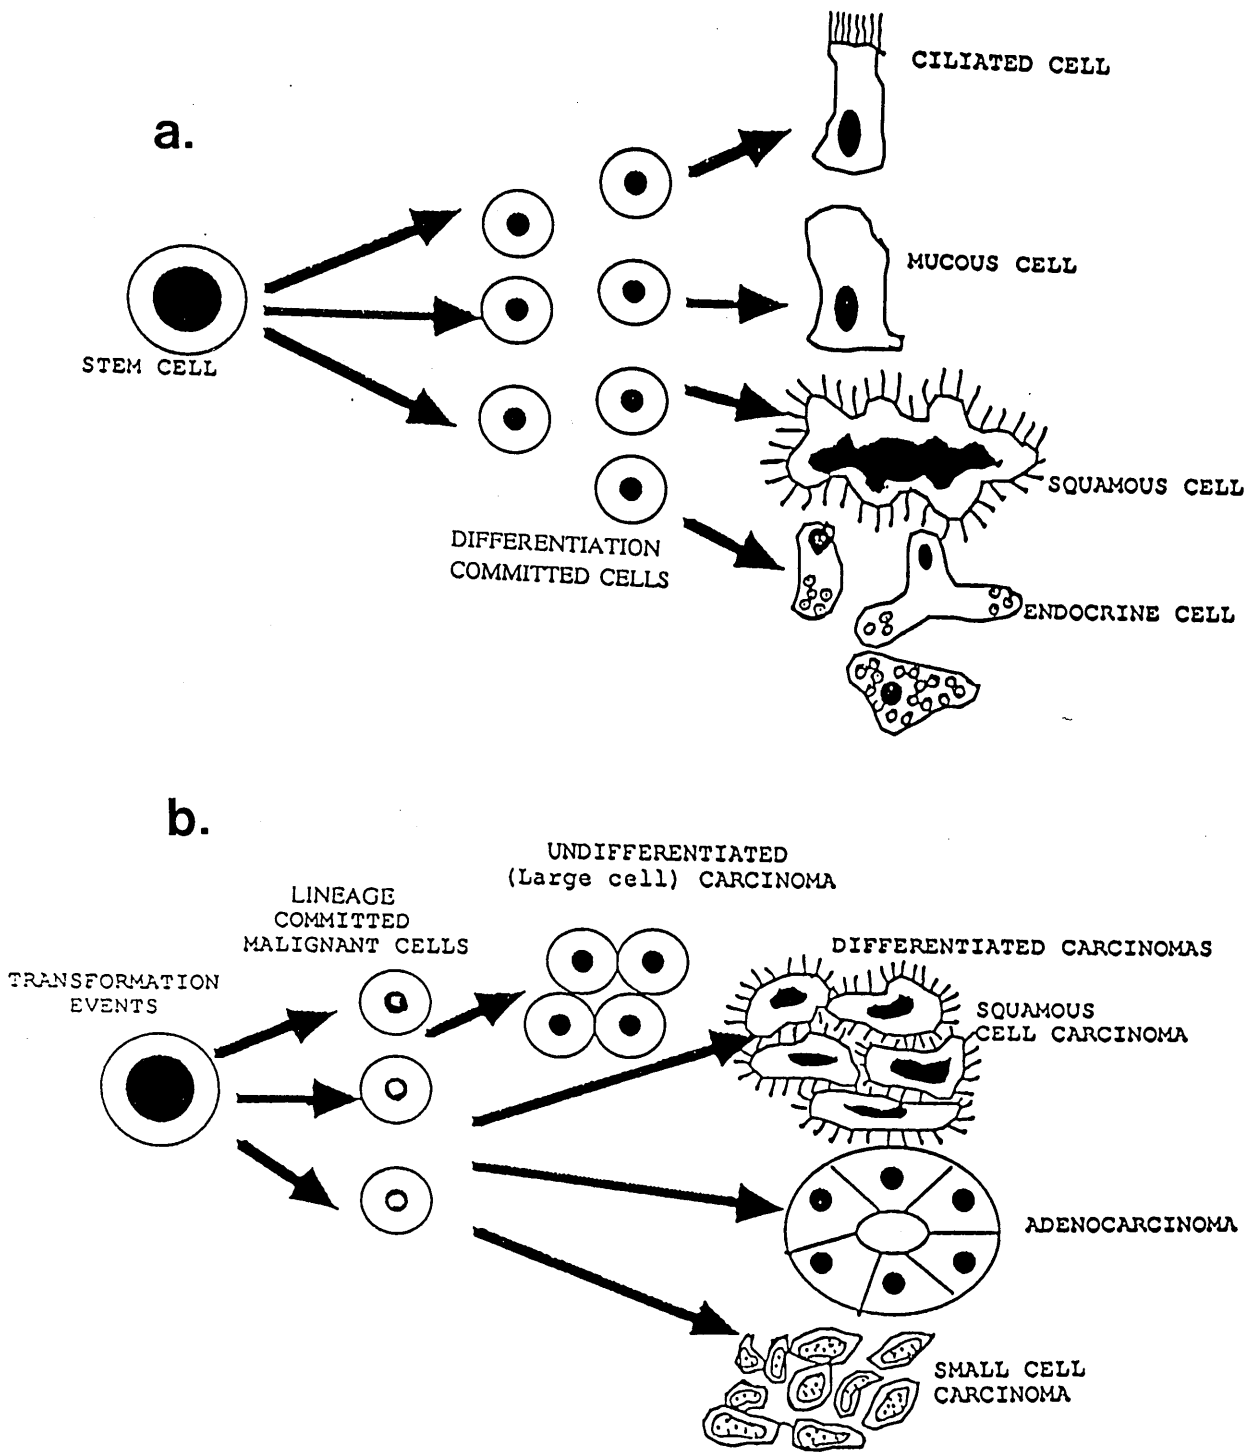 a.
CILIATED CELL
MUCOUS CELL
STEM CELL
SQUAMOUS CELL
DIFFERENTIATION
COMMITTED CELLS
ENDOCRINE CELL
b.
UNDIFFERENTIATED
(Large cell) CARCINOMA
LINEAGE
COMMITTED
MALIGNANT CELLS
DIFFERENTIATED CARCINOMAS
TRANSFORMATION
EVENTS
SQUAMOUS
CELL CARCINOMA
ADENOCARCINOMA
SMALL CELL
CARCINOMA